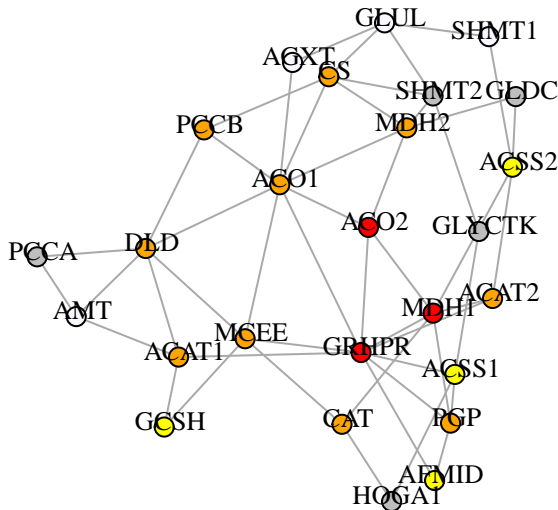 GLUL
SHMT1
AGXT
CS
SHMT2
GLDC
PCCB
MDH2
ACSS2
ACO1
ACO2
GLYCTK
PCCA
DLD
AMT
MDH1
ACAT2
MCEE
ACAT1
GRHPR
ACSS1
GCSH
CAT
PGP
AFMID
HOGA1